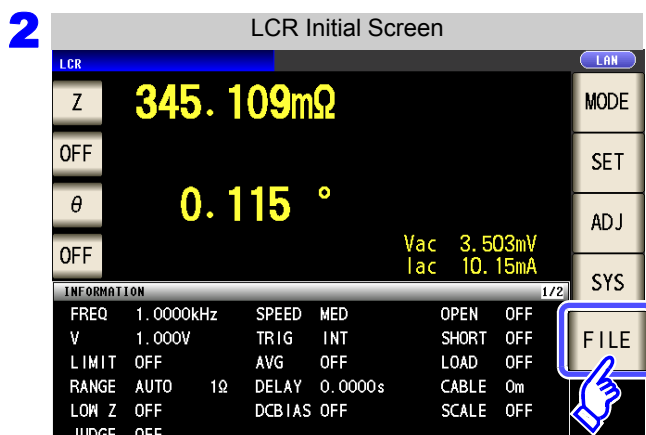 2
LCR Initial Screen
LCR
LAN
Z
345.109mΩ
MODE
OFF
SET
θ
0.115 °
ADJ
OFF
Vac 3.503mV
Iac 10.15mA
SYS
INFORMATION 1/2
FREQ 1.0000kHz SPEED MED OPEN OFF
V 1.000V TRIG INT SHORT OFF
FILE
LIMIT OFF AVG OFF LOAD OFF
RANGE AUTO 1Ω DELAY 0.0000s CABLE 0m
LOW Z OFF DCBIAS OFF SCALE OFF
JUDGE OFF